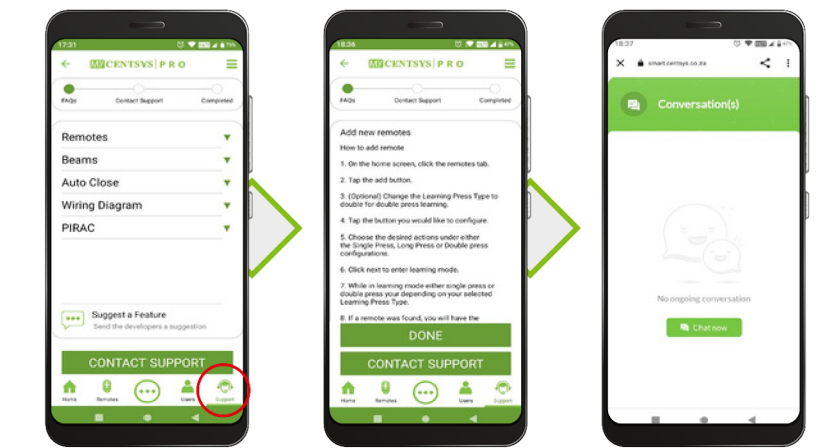 17:31
75%
MYCENTSYS|PRO
FAQs Contact Support Completed
Remotes
Beams
Auto Close
Wiring Diagram
PIRAC
Suggest a Feature
Send the developers a suggestion
CONTACT SUPPORT
Home Remotes Users Support
18:36
47%
MYCENTSYS|PRO
FAQs Contact Support Completed
Add new remotes
How to add remote
1. On the home screen, click the remotes tab.
2. Tap the add button.
3. (Optional) Change the Learning Press Type to
double for double press learning.
4. Tap the button you would like to configure.
5. Choose the desired actions under either
the Single Press, Long Press or Double press
configurations.
6. Click next to enter learning mode.
7. While in learning mode either single press or
double press your depending on your selected
Learning Press Type.
8. If a remote was found, you will have the
DONE
CONTACT SUPPORT
Home Remotes Users Support
18:37
47%
smart.centsys.co.za
Conversation(s)
No ongoing conversation
Chat now